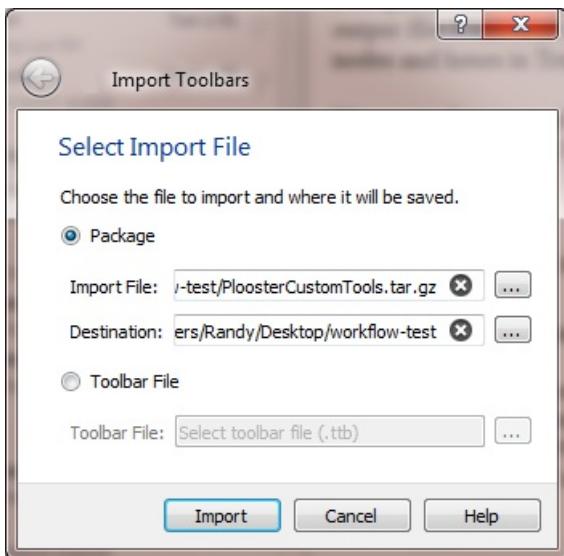 ?
X
Import Toolbars
Select Import File
Choose the file to import and where it will be saved.
Package
Import File: /-test/PloosterCustomTools.tar.gz ...
Destination: ers/Randy/Desktop/workflow-test ...
Toolbar File
Toolbar File: Select toolbar file (.ttb) ...
Import Cancel Help